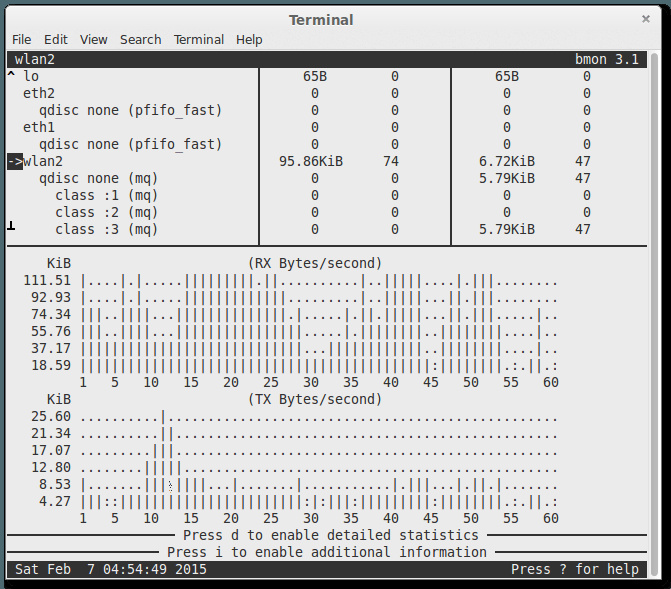 Terminal ×
File Edit View Search Terminal Help
wlan2 bmon 3.1
^ lo 65B 0 65B 0
eth2 0 0 0 0
qdisc none (pfifo_fast) 0 0 0 0
eth1 0 0 0 0
qdisc none (pfifo_fast) 0 0 0 0
->wlan2 95.86KiB 74 6.72KiB 47
qdisc none (mq) 0 0 5.79KiB 47
class :1 (mq) 0 0 0 0
class :2 (mq) 0 0 0 0
class :3 (mq) 0 0 5.79KiB 47
KiB (RX Bytes/second)
111.51
92.93
74.34
55.76
37.17
18.59
1 5 10 15 20 25 30 35 40 45 50 55 60
KiB (TX Bytes/second)
25.60
21.34
17.07
12.80
8.53
4.27
1 5 10 15 20 25 30 35 40 45 50 55 60
Press d to enable detailed statistics
Press i to enable additional information
Sat Feb 7 04:54:49 2015 Press ? for help